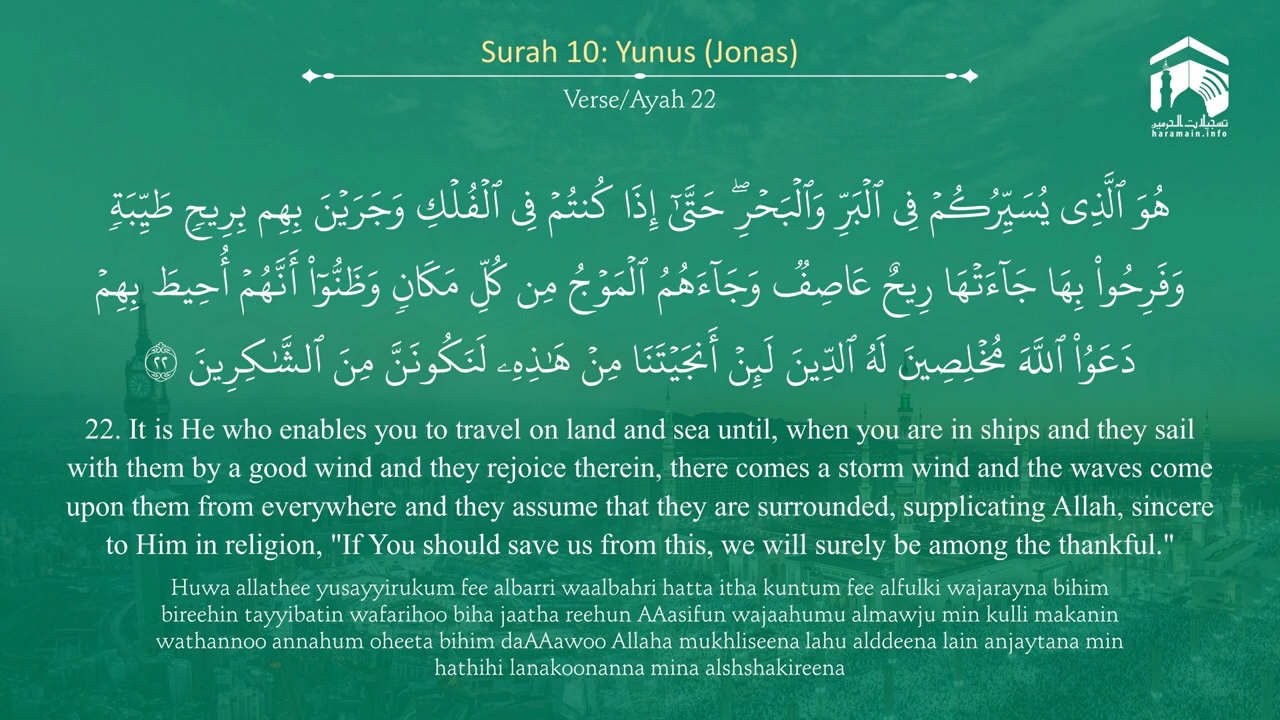 Surah 10: Yunus (Jonas)
Verse/Ayah 22
تسجيلات الحرمين
haramain.info
هُوَ ٱلَّذِى يُسَيِّرُكُمْ فِى ٱلْبَرِّ وَٱلْبَحْرِ ۖ حَتَّىٰٓ إِذَا كُنتُمْ فِى ٱلْفُلْكِ وَجَرَيْنَ بِهِم بِرِيحٍ طَيِّبَةٍ
وَفَرِحُوا۟ بِهَا جَآءَتْهَا رِيحٌ عَاصِفٌ وَجَآءَهُمُ ٱلْمَوْجُ مِن كُلِّ مَكَانٍ وَظَنُّوٓا۟ أَنَّهُمْ أُحِيطَ بِهِمْ
دَعَوُا۟ ٱللَّهَ مُخْلِصِينَ لَهُ ٱلدِّينَ لَئِنْ أَنجَيْتَنَا مِنْ هَـٰذِهِۦ لَنَكُونَنَّ مِنَ ٱلشَّـٰكِرِينَ ٢٢
22. It is He who enables you to travel on land and sea until, when you are in ships and they sail
with them by a good wind and they rejoice therein, there comes a storm wind and the waves come
upon them from everywhere and they assume that they are surrounded, supplicating Allah, sincere
to Him in religion, "If You should save us from this, we will surely be among the thankful."
Huwa allathee yusayyirukum fee albarri waalbahri hatta itha kuntum fee alfulki wajarayna bihim
bireehin tayyibatin wafarihoo biha jaatha reehun AAasifun wajaahumu almawju min kulli makanin
wathannoo annahum oheeta bihim daAAawoo Allaha mukhliseena lahu alddeena lain anjaytana min
hathihi lanakoonanna mina alshshakireena